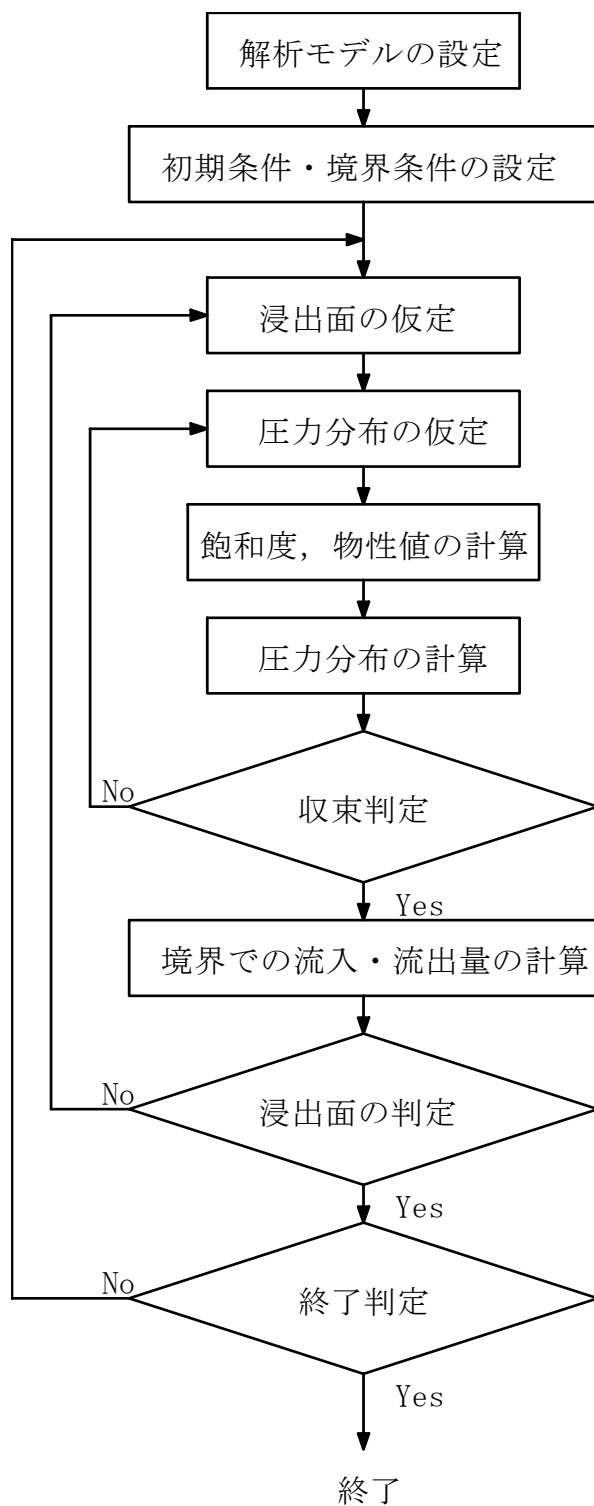 解析モデルの設定
初期条件・境界条件の設定
浸出面の仮定
圧力分布の仮定
飽和度，物性値の計算
圧力分布の計算
No
収束判定
Yes
境界での流入・流出量の計算
No
浸出面の判定
Yes
No
終了判定
Yes
終了